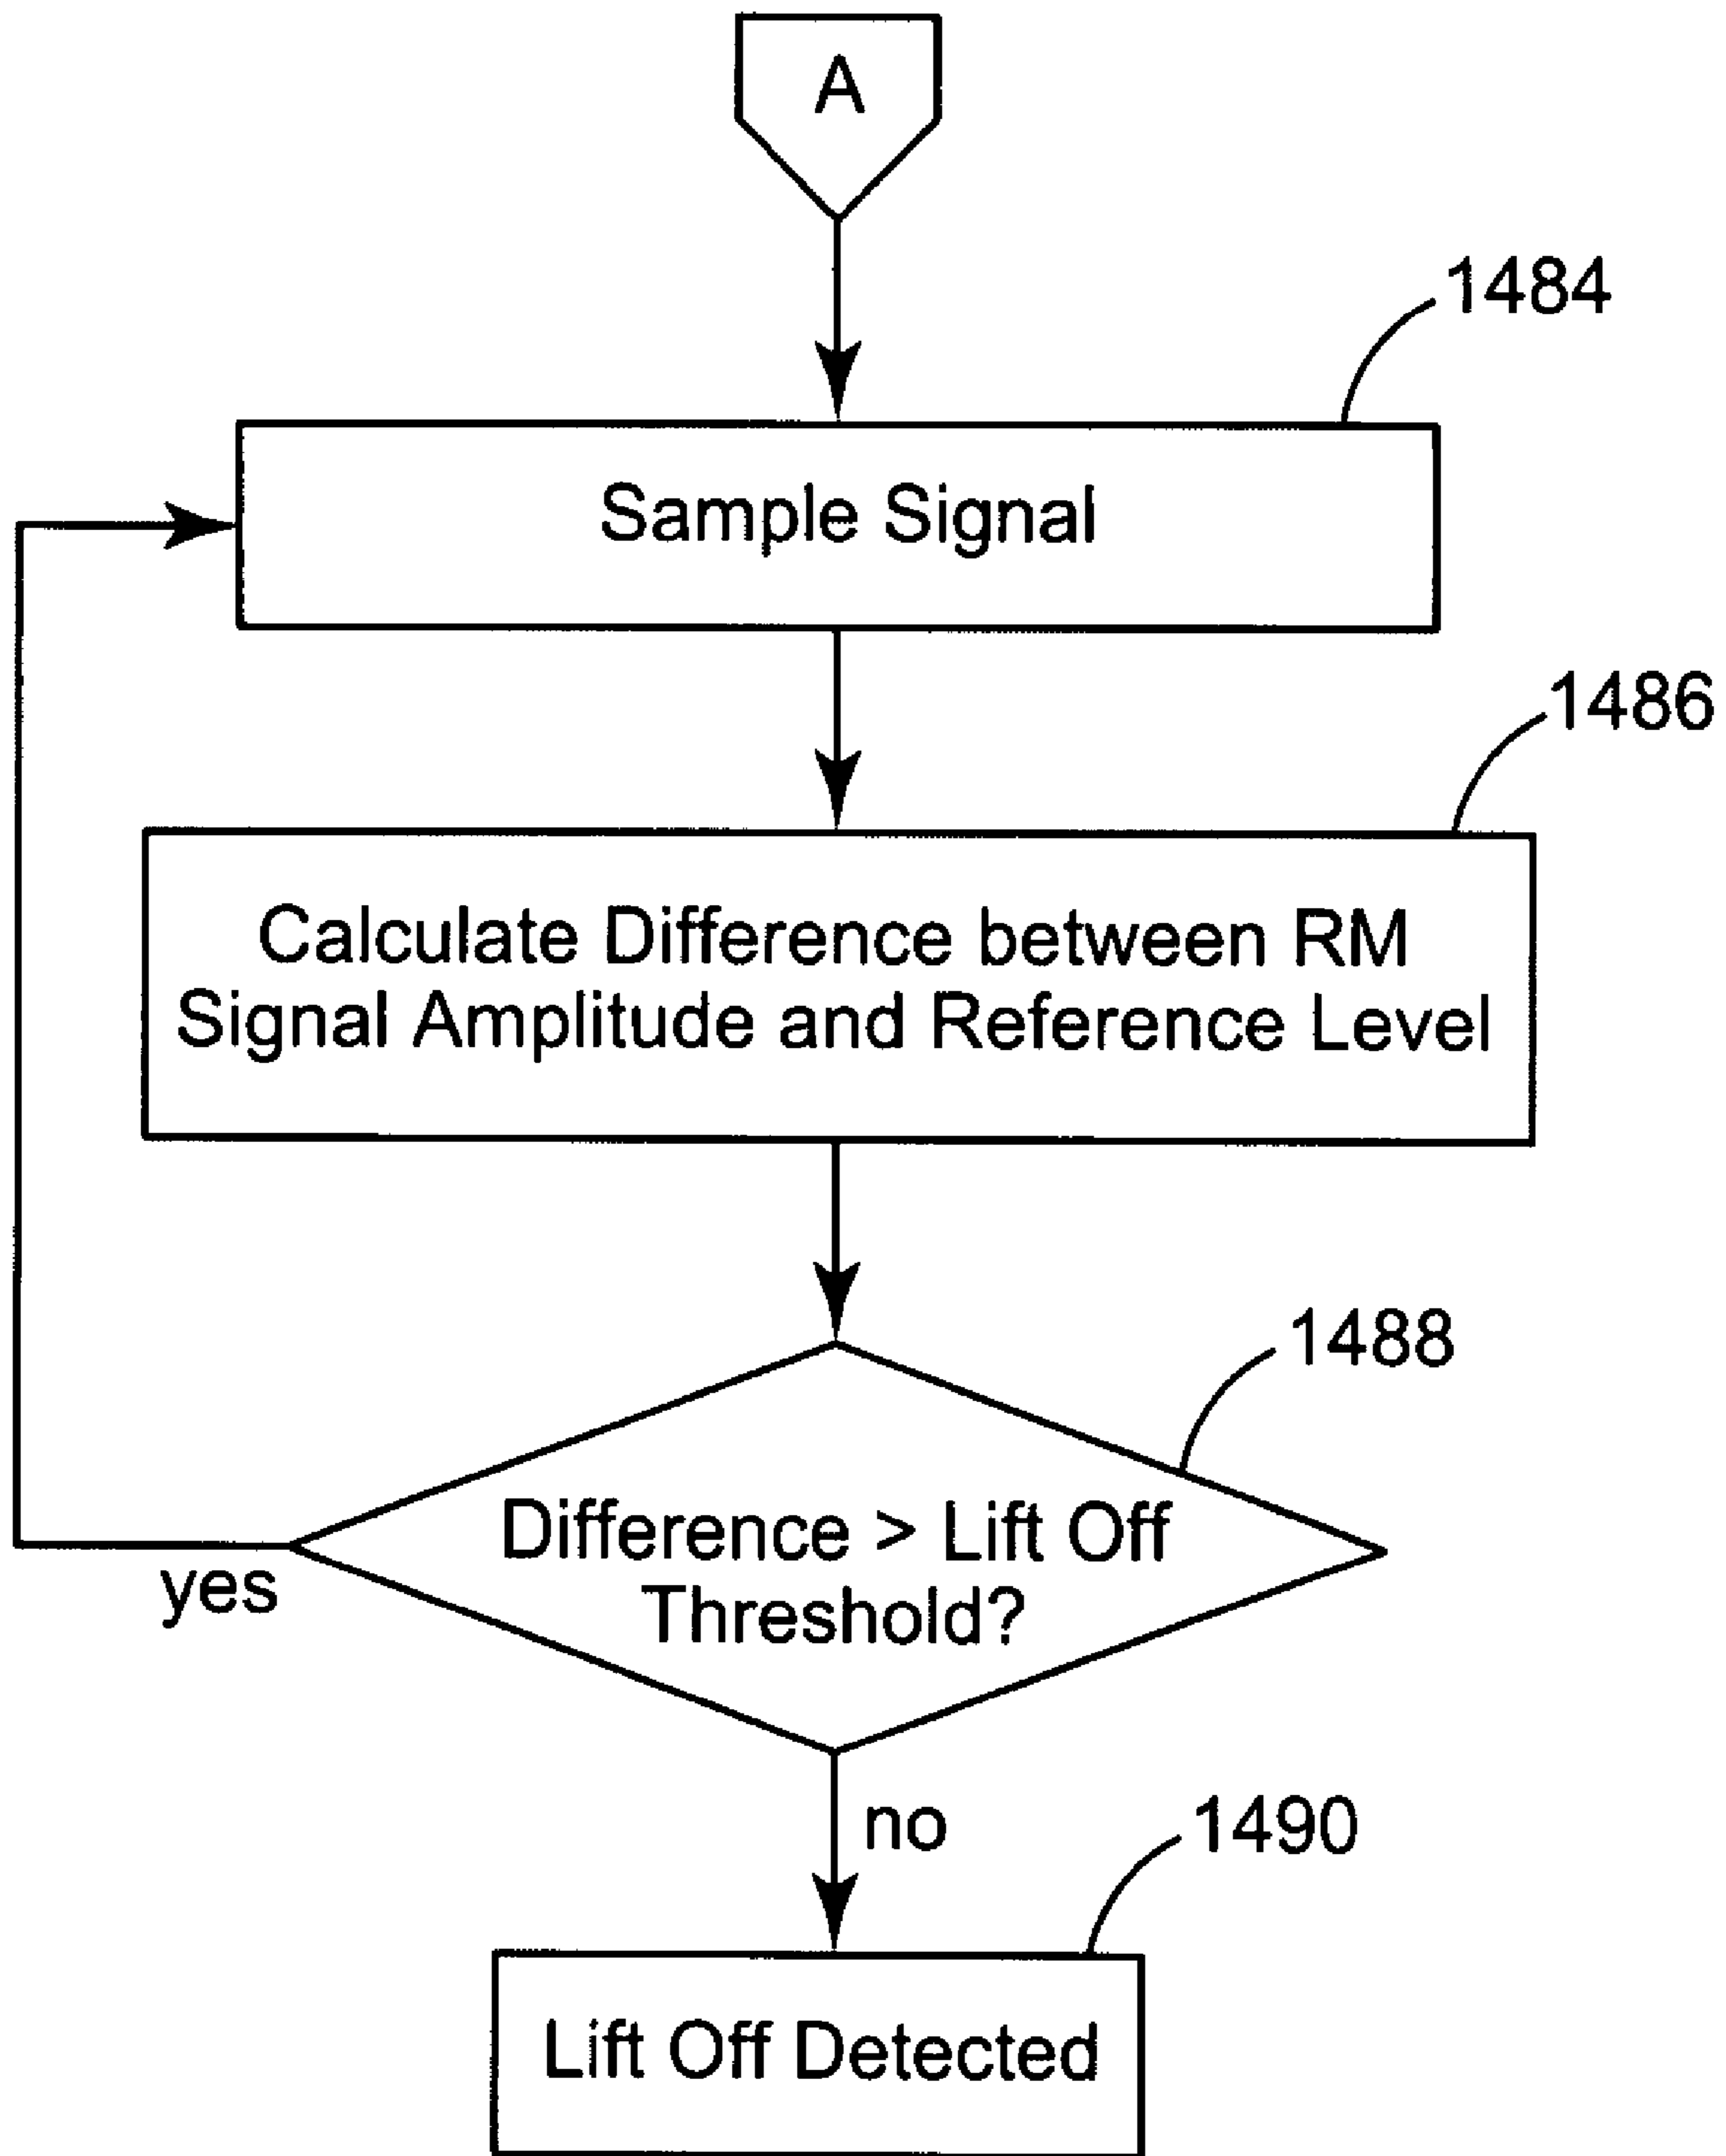 A
1484
Sample Signal
1486
Calculate Difference between RM
Signal Amplitude and Reference Level
1488
Difference > Lift Off
Threshold?
yes
no
1490
Lift Off Detected